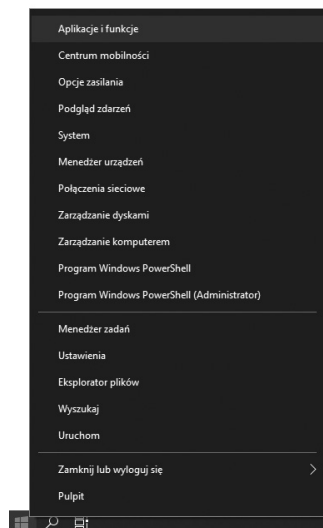 Aplikacje i funkcje
Centrum mobilności
Opcje zasilania
Podgląd zdarzeń
System
Menedżer urządzeń
Połączenia sieciowe
Zarządzanie dyskami
Zarządzanie komputerem
Program Windows PowerShell
Program Windows PowerShell (Administrator)
Menedżer zadań
Ustawienia
Eksplorator plików
Wyszukaj
Uruchom
Zamknij lub wyloguj się
Pulpit